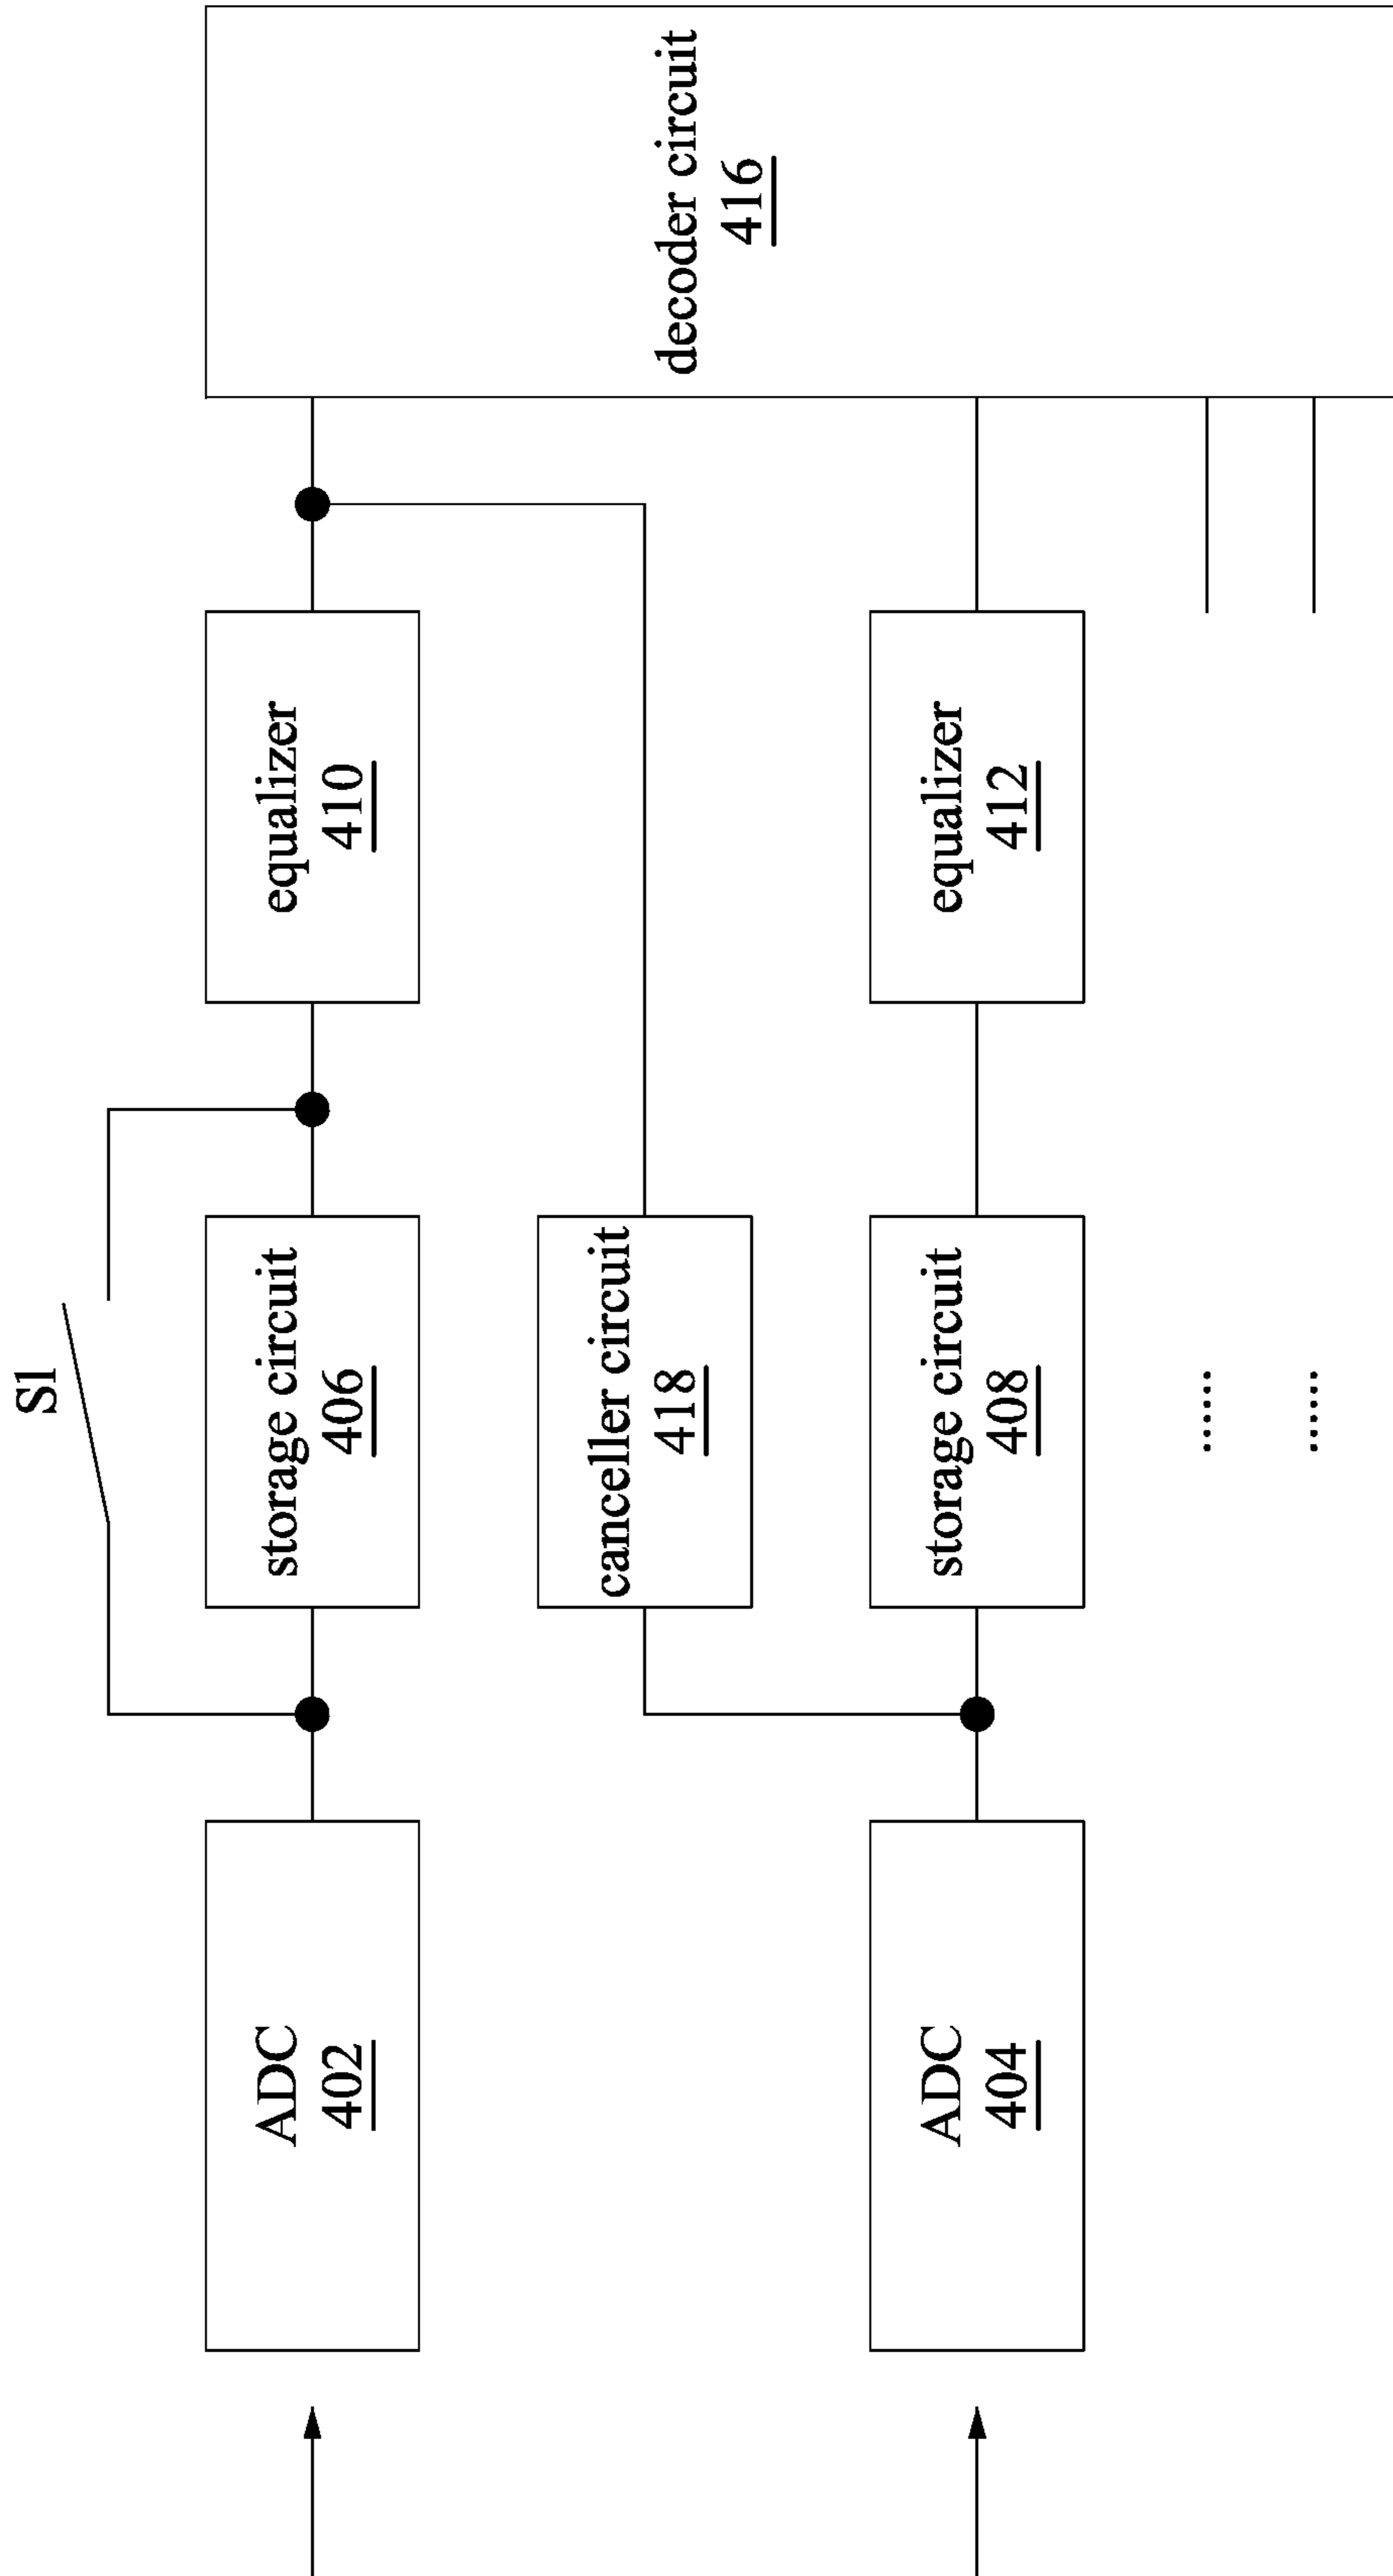 S1
ADC
402
storage circuit
406
equalizer
410
canceller circuit
418
decoder circuit
416
ADC
404
storage circuit
408
equalizer
412
......
......